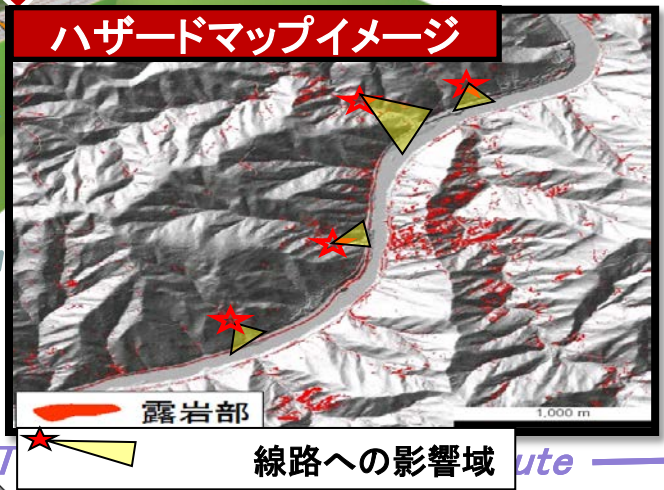 ハザードマップイメージ
露岩部
1,000 m
線路への影響域
ute